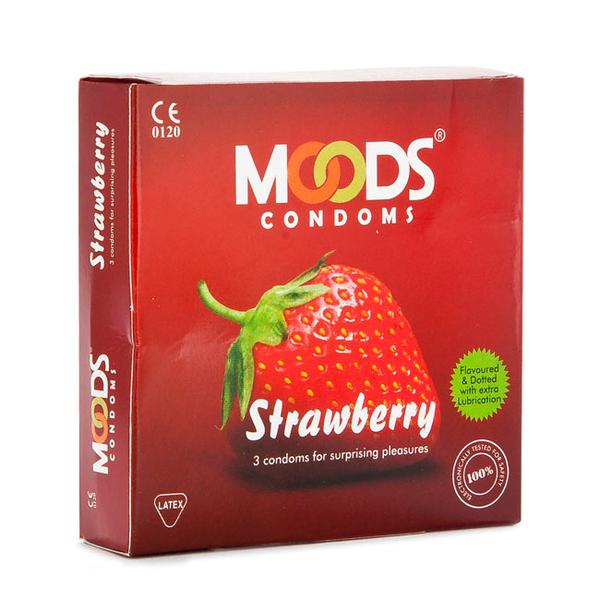 CE
0120
MOODS®
CONDOMS
Strawberry
3 condoms for surprising pleasures
Flavoured
& Dotted
with extra
Lubrication
ELECTRONICALLY TESTED FOR SAFETY
100%
LATEX
Strawberry
3 condoms for surprising pleasures
MOODS
CONDOMS